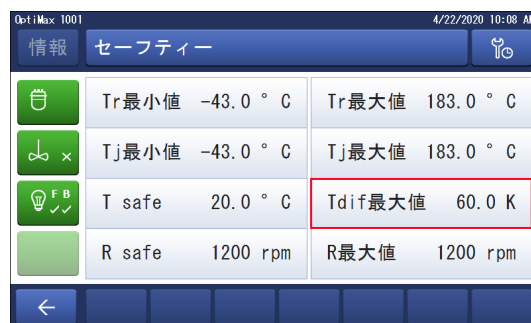 OptiMax 1001 4/22/2020 10:08 AM
情報 セーフティー
Tr最小値 -43.0 ° C Tr最大値 183.0 ° C
Tj最小値 -43.0 ° C Tj最大値 183.0 ° C
F B
T safe 20.0 ° C Tdif最大値 60.0 K
R safe 1200 rpm R最大値 1200 rpm